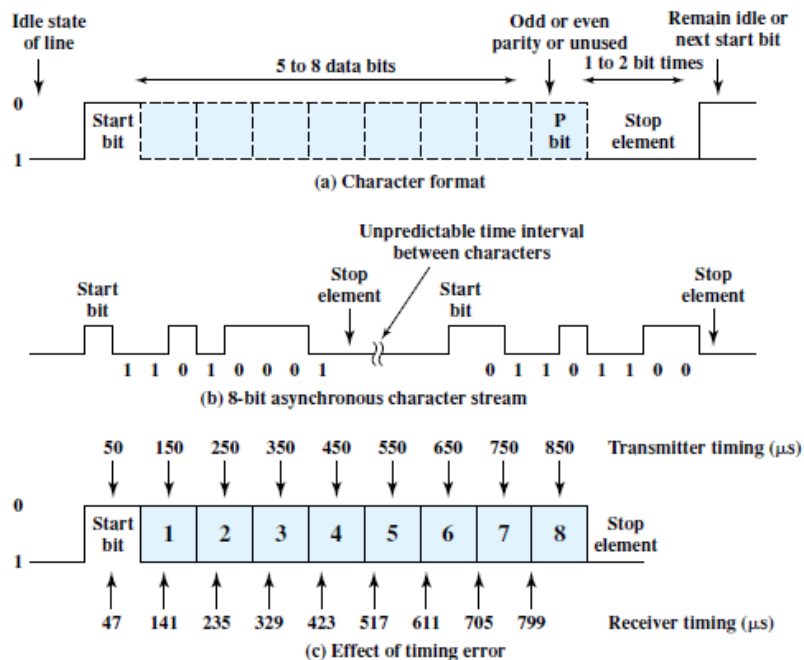 Idle state
of line
Odd or even
parity or unused
Remain idle or
next start bit
5 to 8 data bits
1 to 2 bit times
0
1
Start
bit
P
bit
Stop
element
(a) Character format
Unpredictable time interval
between characters
Start
bit
Stop
element
Start
bit
Stop
element
1 1 0 1 0 0 0 1 0 1 1 0 1 1 0 0
(b) 8-bit asynchronous character stream
50 150 250 350 450 550 650 750 850 Transmitter timing (μs)
0
1
Start
bit
1 2 3 4 5 6 7 8
Stop
element
47 141 235 329 423 517 611 705 799 Receiver timing (μs)
(c) Effect of timing error